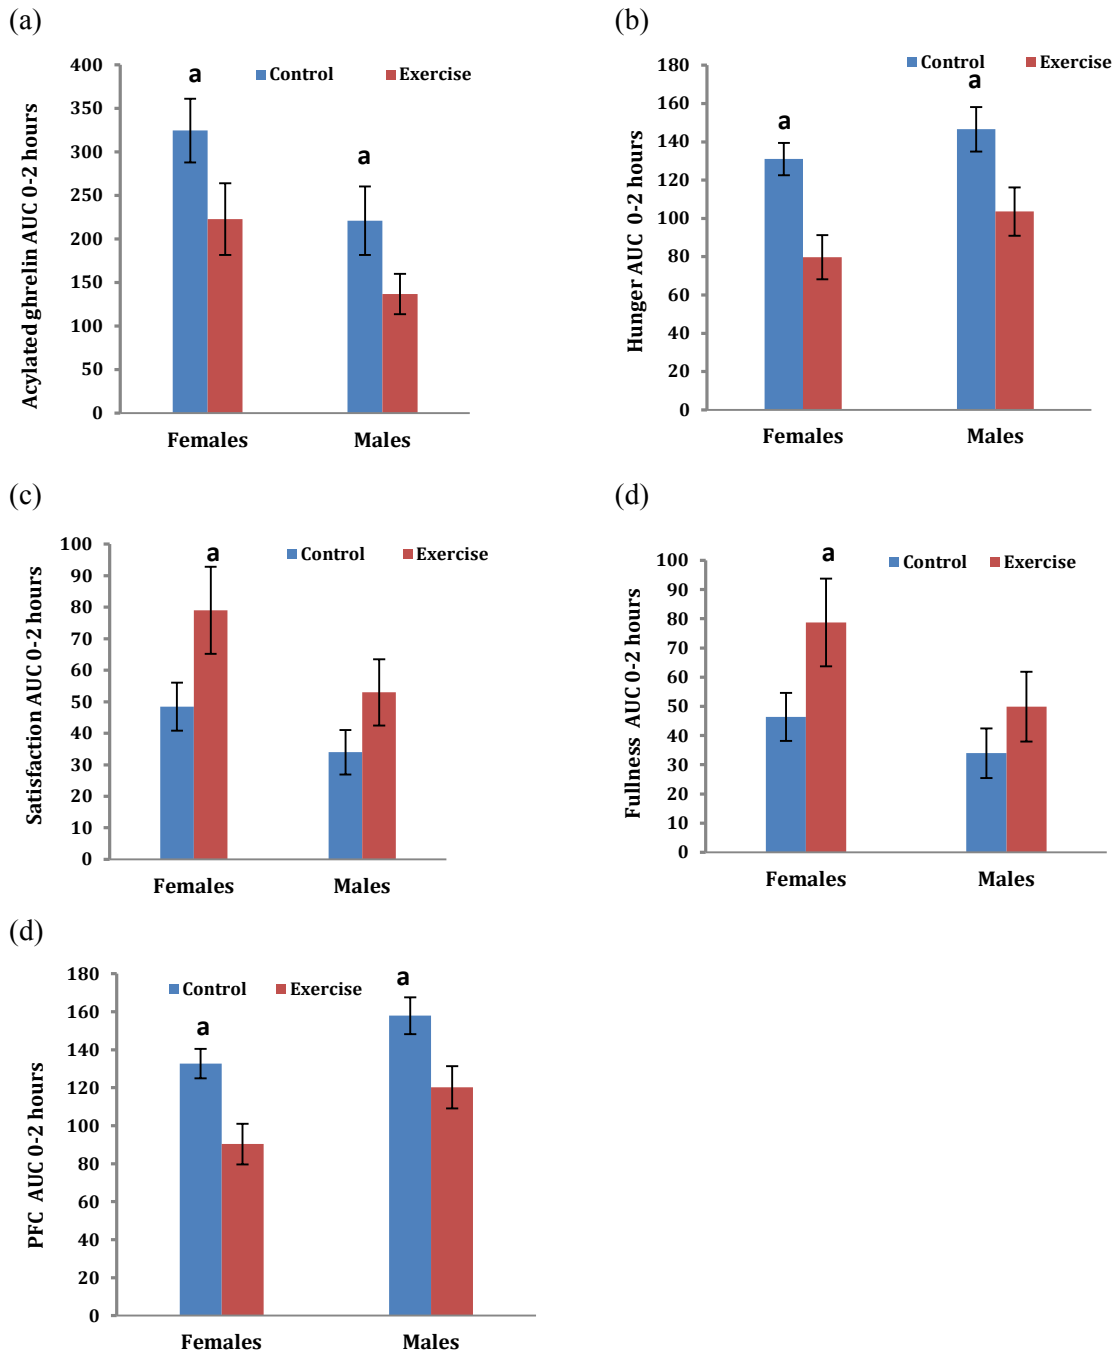 (a)
Acylated ghrelin AUC 0-2 hours
400
350
300
250
200
150
100
50
0
Control Exercise
a
a
Females Males
(b)
Hunger AUC 0-2 hours
180
160
140
120
100
80
60
40
20
0
Control Exercise
a
a
Females Males
(c)
Satisfaction AUC 0-2 hours
100
90
80
70
60
50
40
30
20
10
0
Control Exercise
a
Females Males
(d)
Fullness AUC 0-2 hours
100
90
80
70
60
50
40
30
20
10
0
Control Exercise
a
Females Males
(d)
PFC AUC 0-2 hours
180
160
140
120
100
80
60
40
20
0
Control Exercise
a
a
Females Males